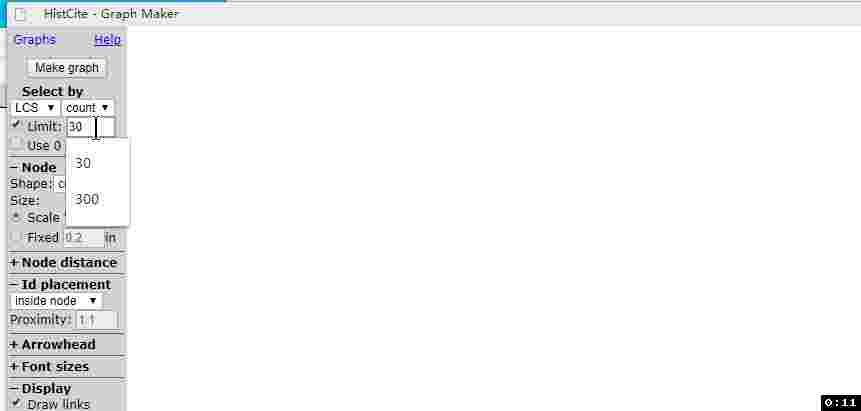 HistCite - Graph Maker
Graphs Help
Make graph
Select by
LCS count
Limit: 30
Use 0
30
300
Node
Shape:
Size:
Scale
Fixed 0.2 in
+ Node distance
Id placement
inside node
Proximity: 1.1
+ Arrowhead
+ Font sizes
Display
Draw links
0:11